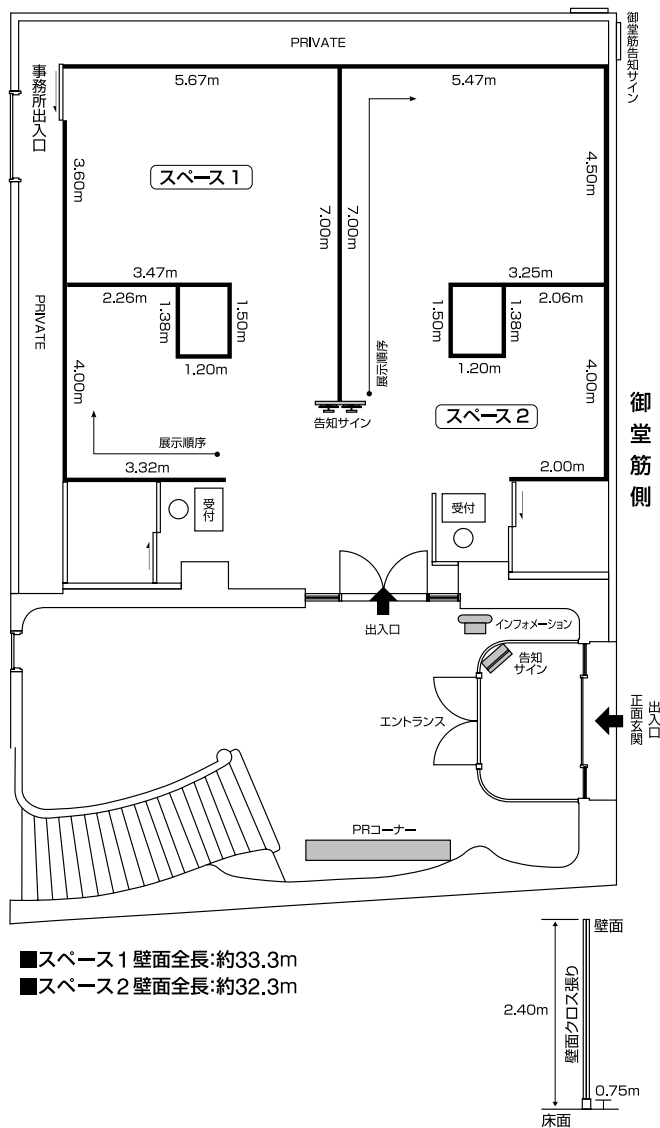 PRIVATE
御堂筋告知サイン
事務所出入口
5.67m
5.47m
3.60m
スペース 1
7.00m
7.00m
4.50m
3.47m
3.25m
2.26m
1.38m
1.50m
1.50m
1.38m
2.06m
PRIVATE
1.20m
1.20m
4.00m
展示順序
4.00m
告知サイン
スペース 2
御堂筋側
展示順序
3.32m
2.00m
受付
受付
出入口
インフォメーション
告知
サイン
エントランス
出入口
正面玄関
PRコーナー
■スペース1壁面全長:約33.3m
■スペース2壁面全長:約32.3m
壁面
2.40m
壁面クロス張り
0.75m
床面